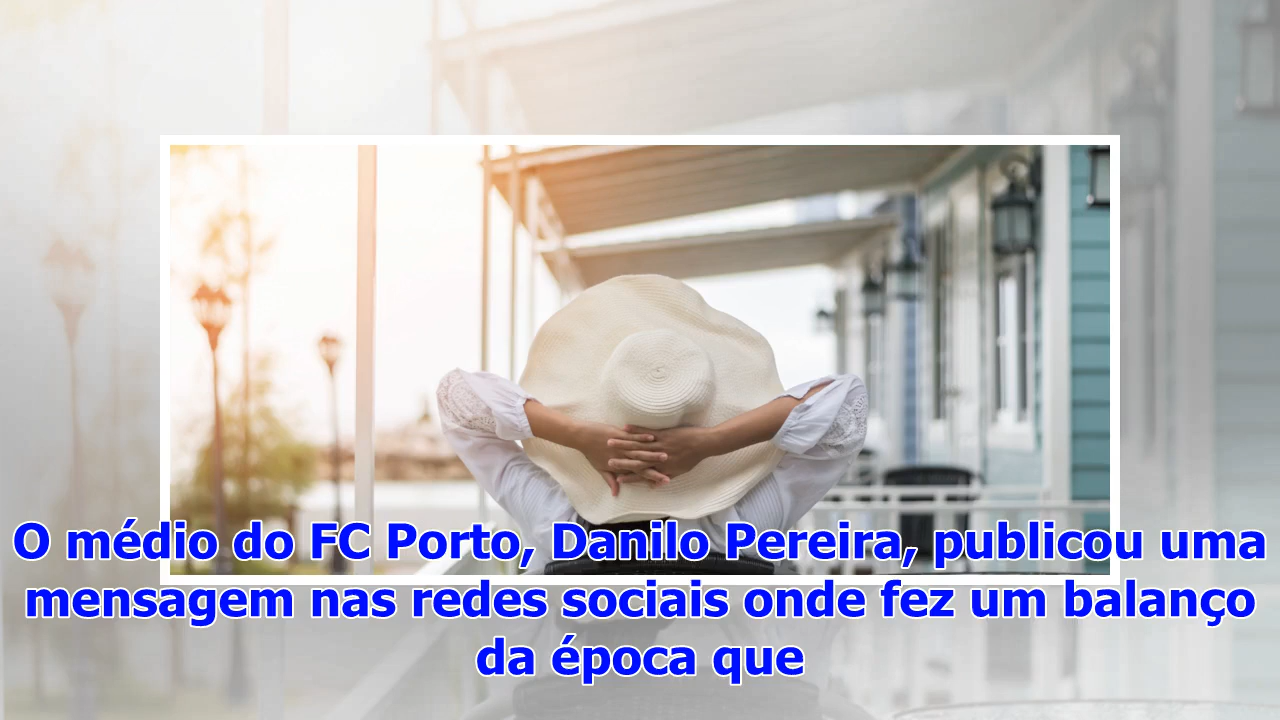 O médio do FC Porto, Danilo Pereira, publicou uma
mensagem nas redes sociais onde fez um balanço
da época que